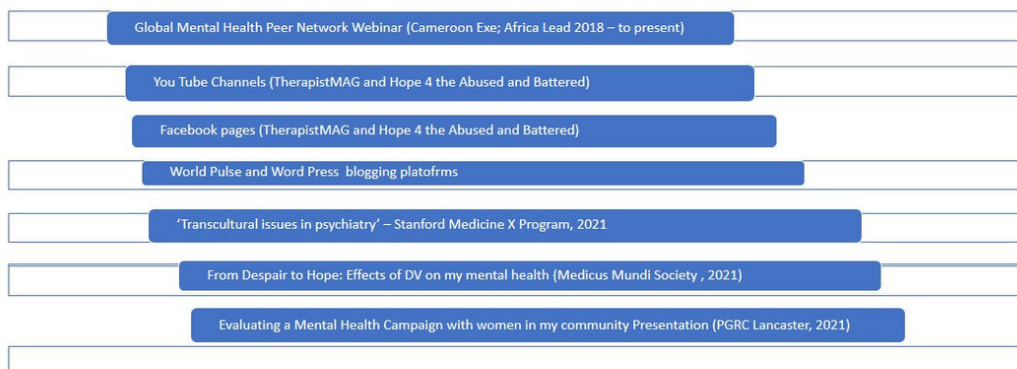 Global Mental Health Peer Network Webinar (Cameroon Exe; Africa Lead 2018 – to present)
You Tube Channels (TherapistMAG and Hope 4 the Abused and Battered)
Facebook pages (TherapistMAG and Hope 4 the Abused and Battered)
World Pulse and Word Press  blogging platofrms
‘Transcultural issues in psychiatry’ – Stanford Medicine X Program, 2021
From Despair to Hope: Effects of DV on my mental health (Medicus Mundi Society , 2021)
Evaluating a Mental Health Campaign with women in my community Presentation (PGRC Lancaster, 2021)